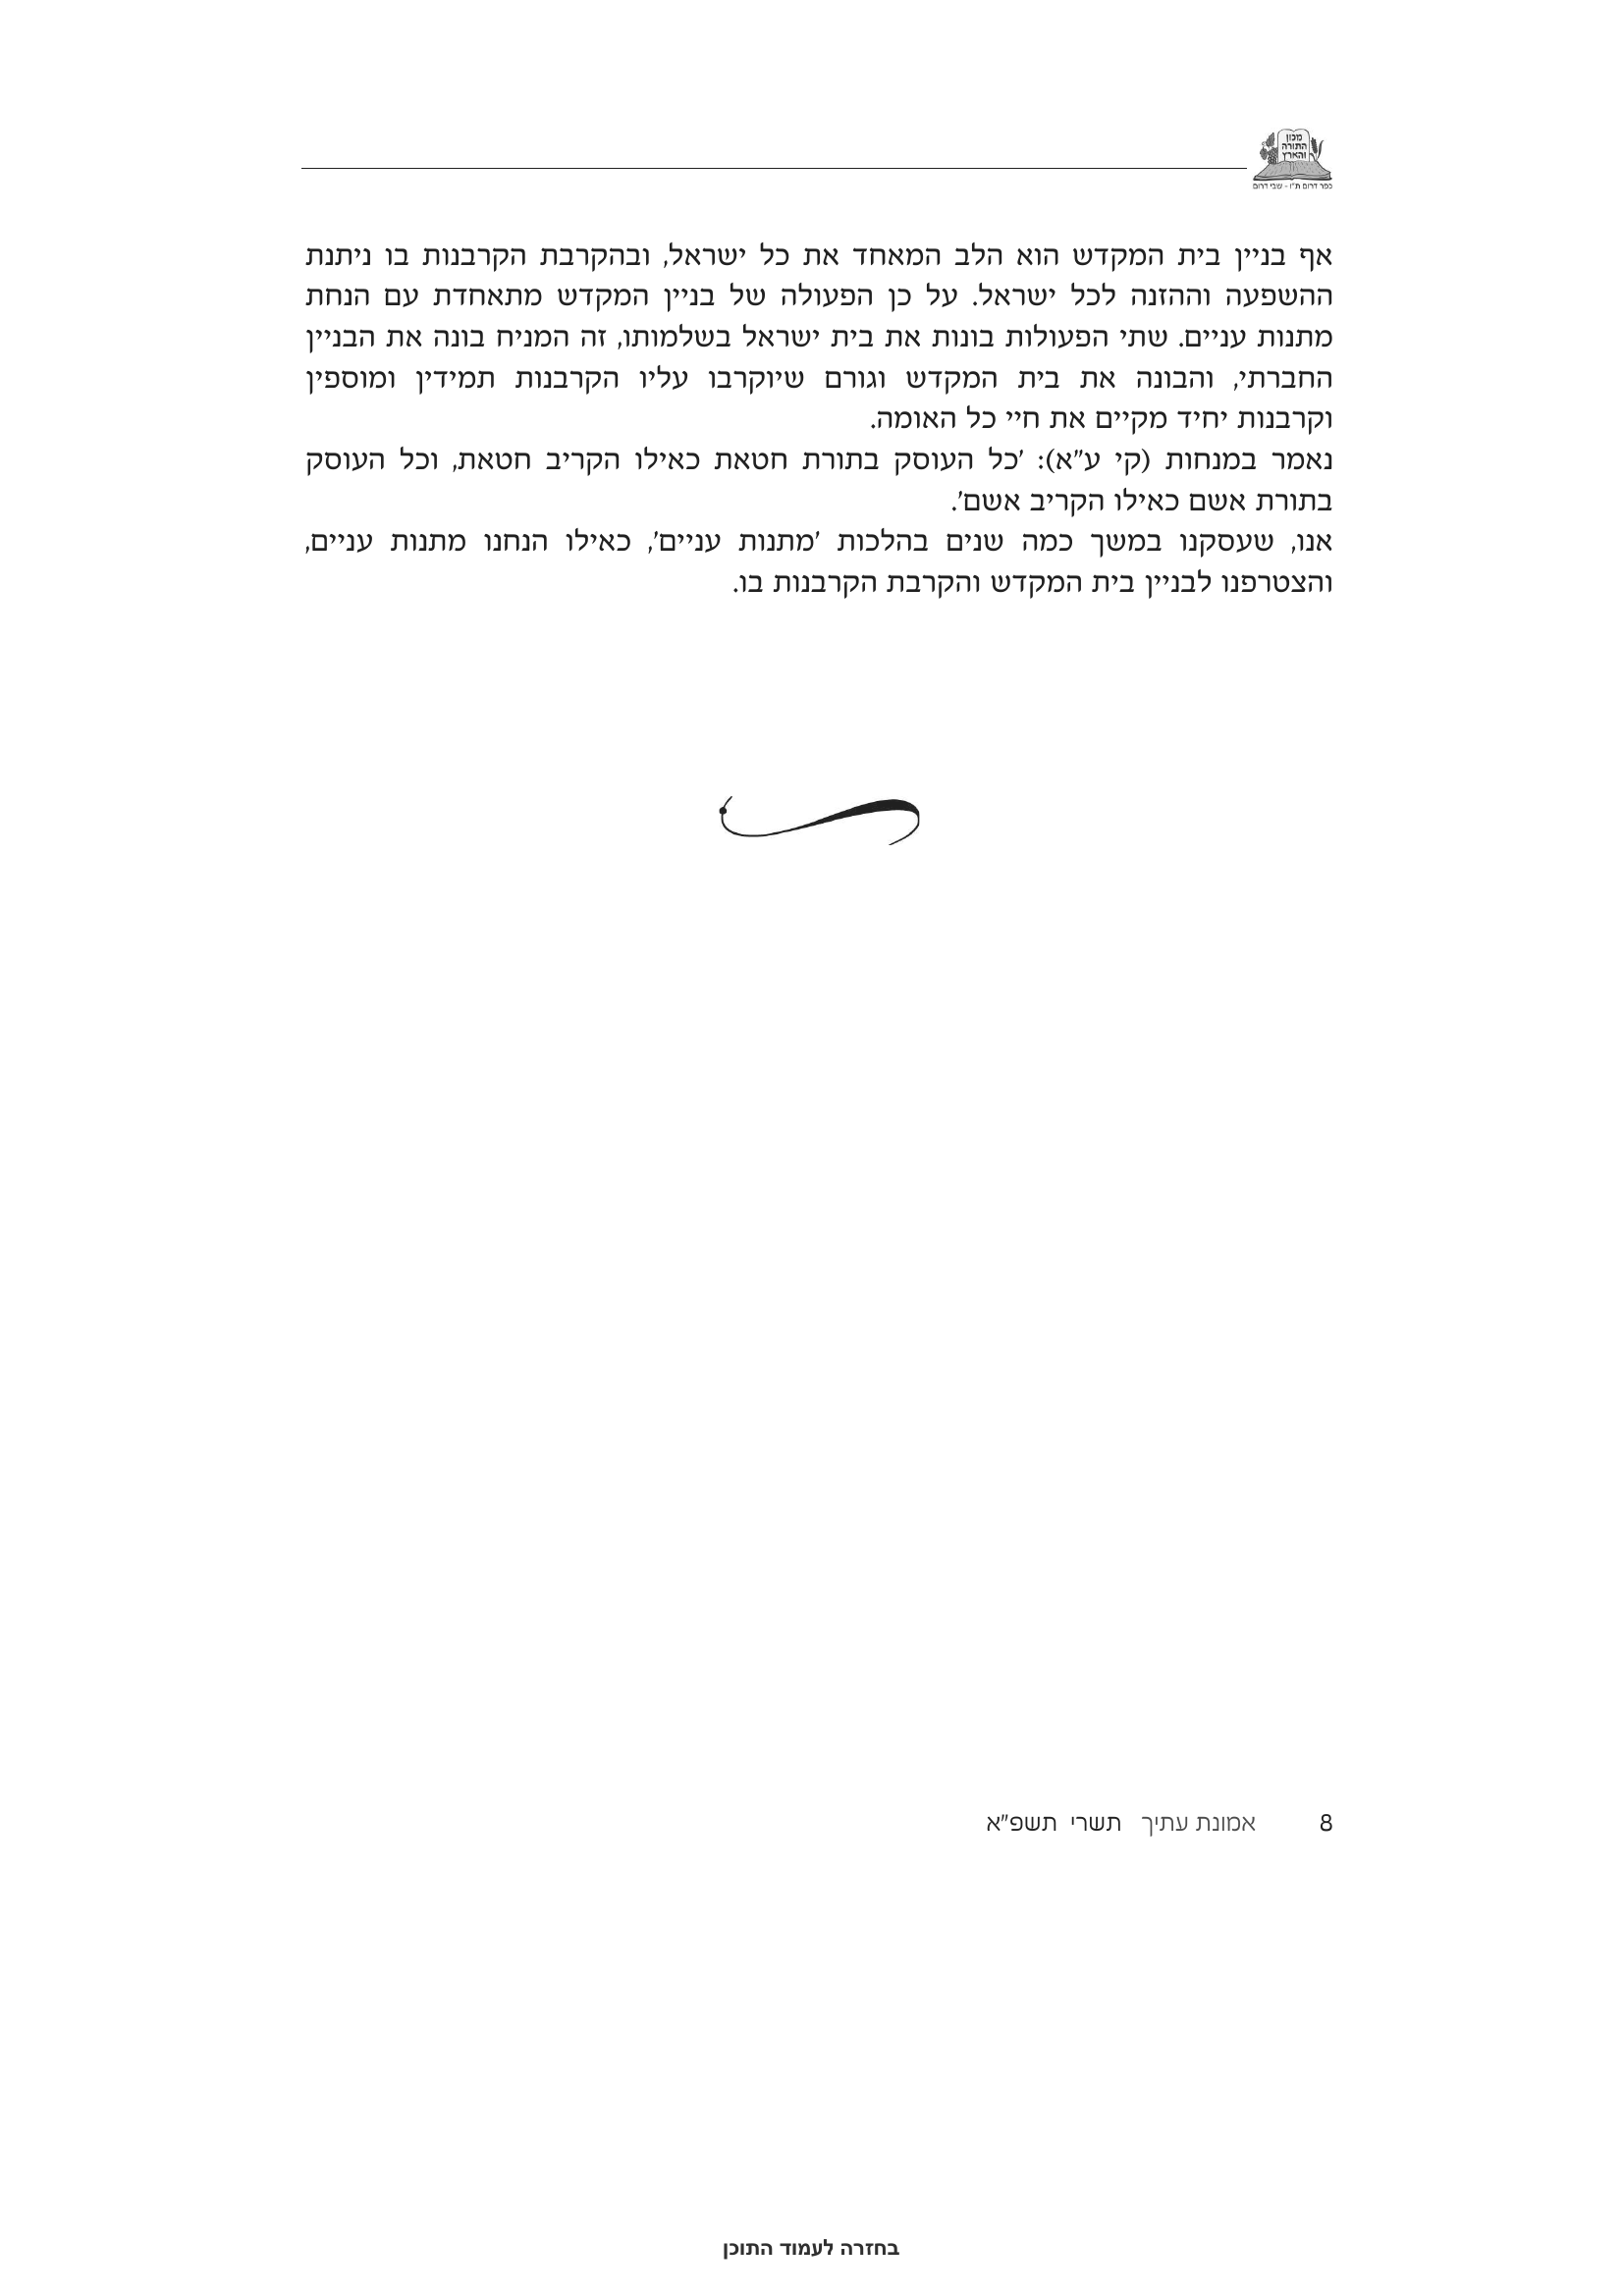 מכון
התורה
והארץ
כפר דרום ת"ו - שבי דרום
אף בניין בית המקדש הוא הלב המאחד את כל ישראל, ובהקרבת הקרבנות בו ניתנת
ההשפעה וההזנה לכל ישראל. על כן הפעולה של בניין המקדש מתאחדת עם הנחת
מתנות עניים. שתי הפעולות בונות את בית ישראל בשלמותו, זה המניח בונה את הבניין
החברתי, והבונה את בית המקדש וגורם שיוקרבו עליו הקרבנות תמידין ומוספין
וקרבנות יחיד מקיים את חיי כל האומה.
נאמר במנחות (קי ע"א): 'כל העוסק בתורת חטאת כאילו הקריב חטאת, וכל העוסק
בתורת אשם כאילו הקריב אשם'.
אנו, שעסקנו במשך כמה שנים בהלכות 'מתנות עניים', כאילו הנחנו מתנות עניים,
והצטרפנו לבניין בית המקדש והקרבת הקרבנות בו.
8 אמונת עתיך תשרי תשפ"א
בחזרה לעמוד התוכן